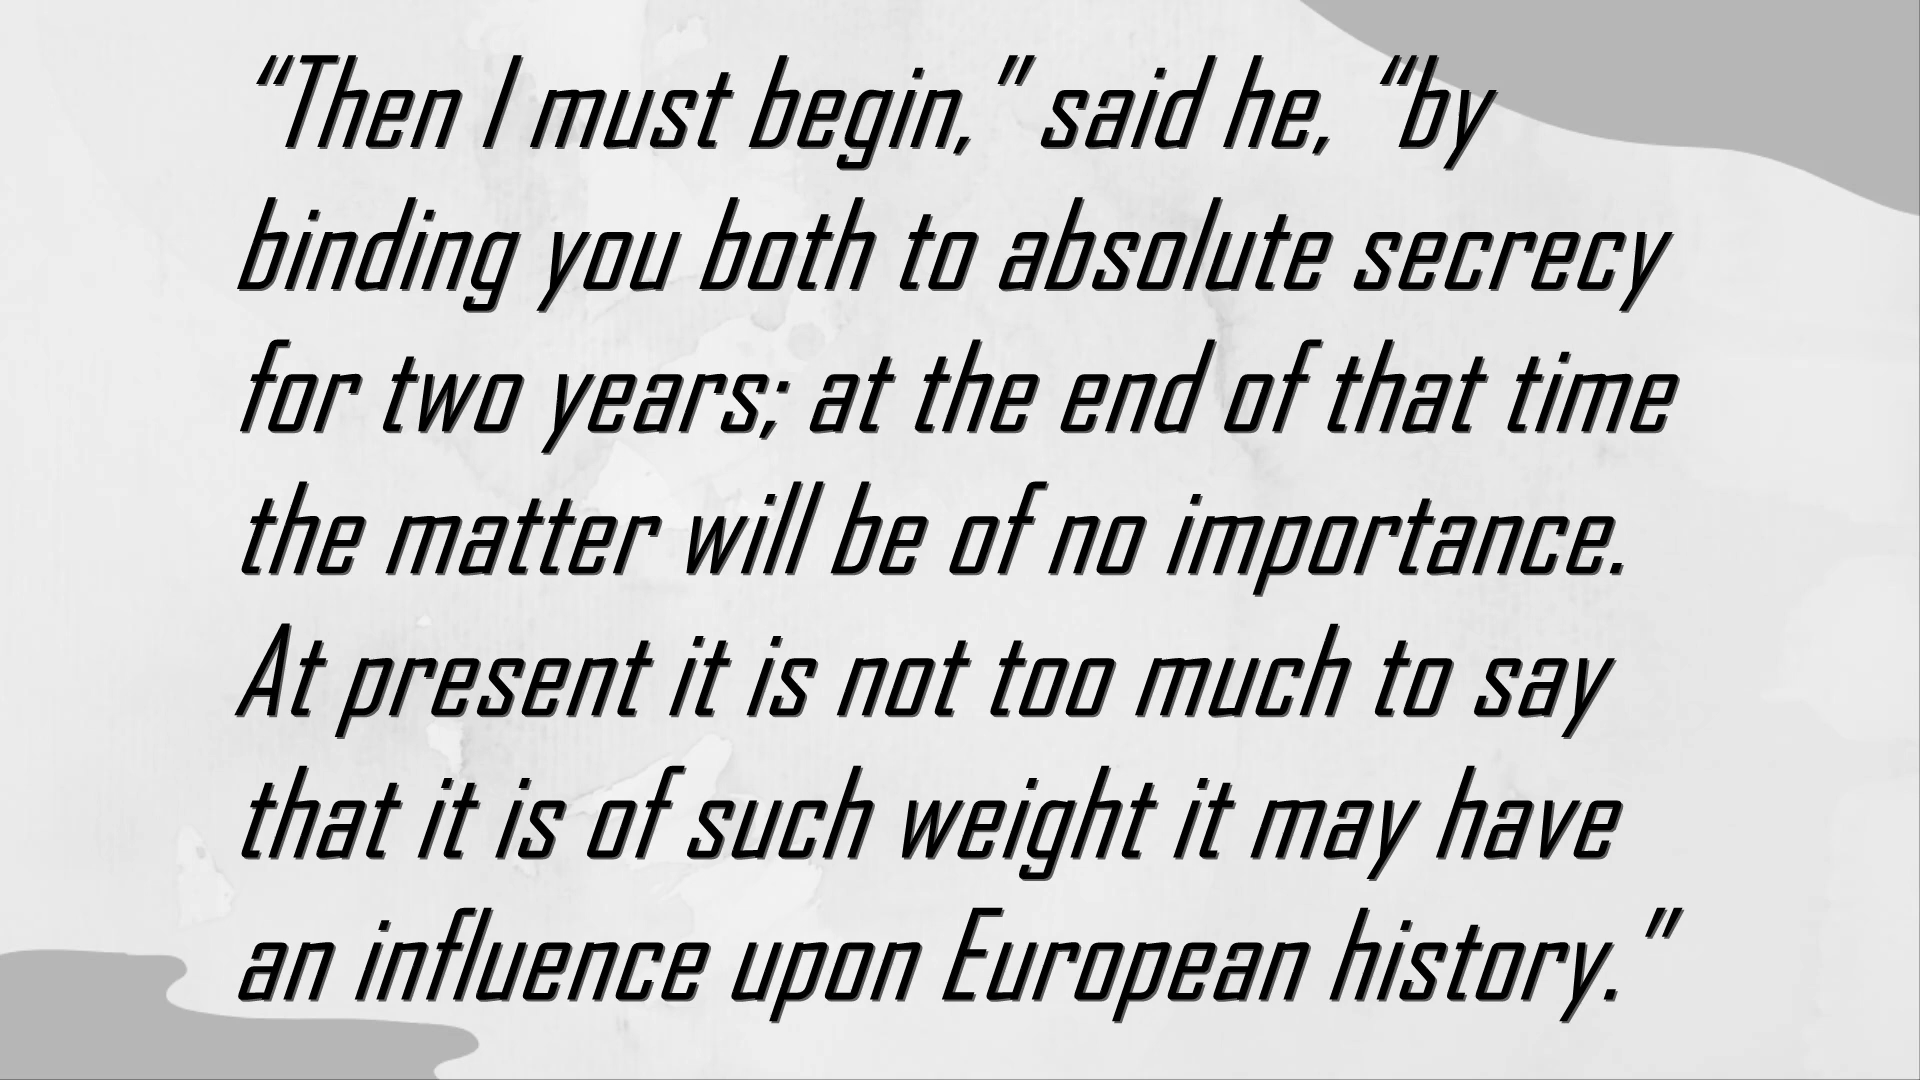 “Then I must begin,” said he, “by
binding you both to absolute secrecy
for two years; at the end of that time
the matter will be of no importance.
At present it is not too much to say
that it is of such weight it may have
an influence upon European history.”